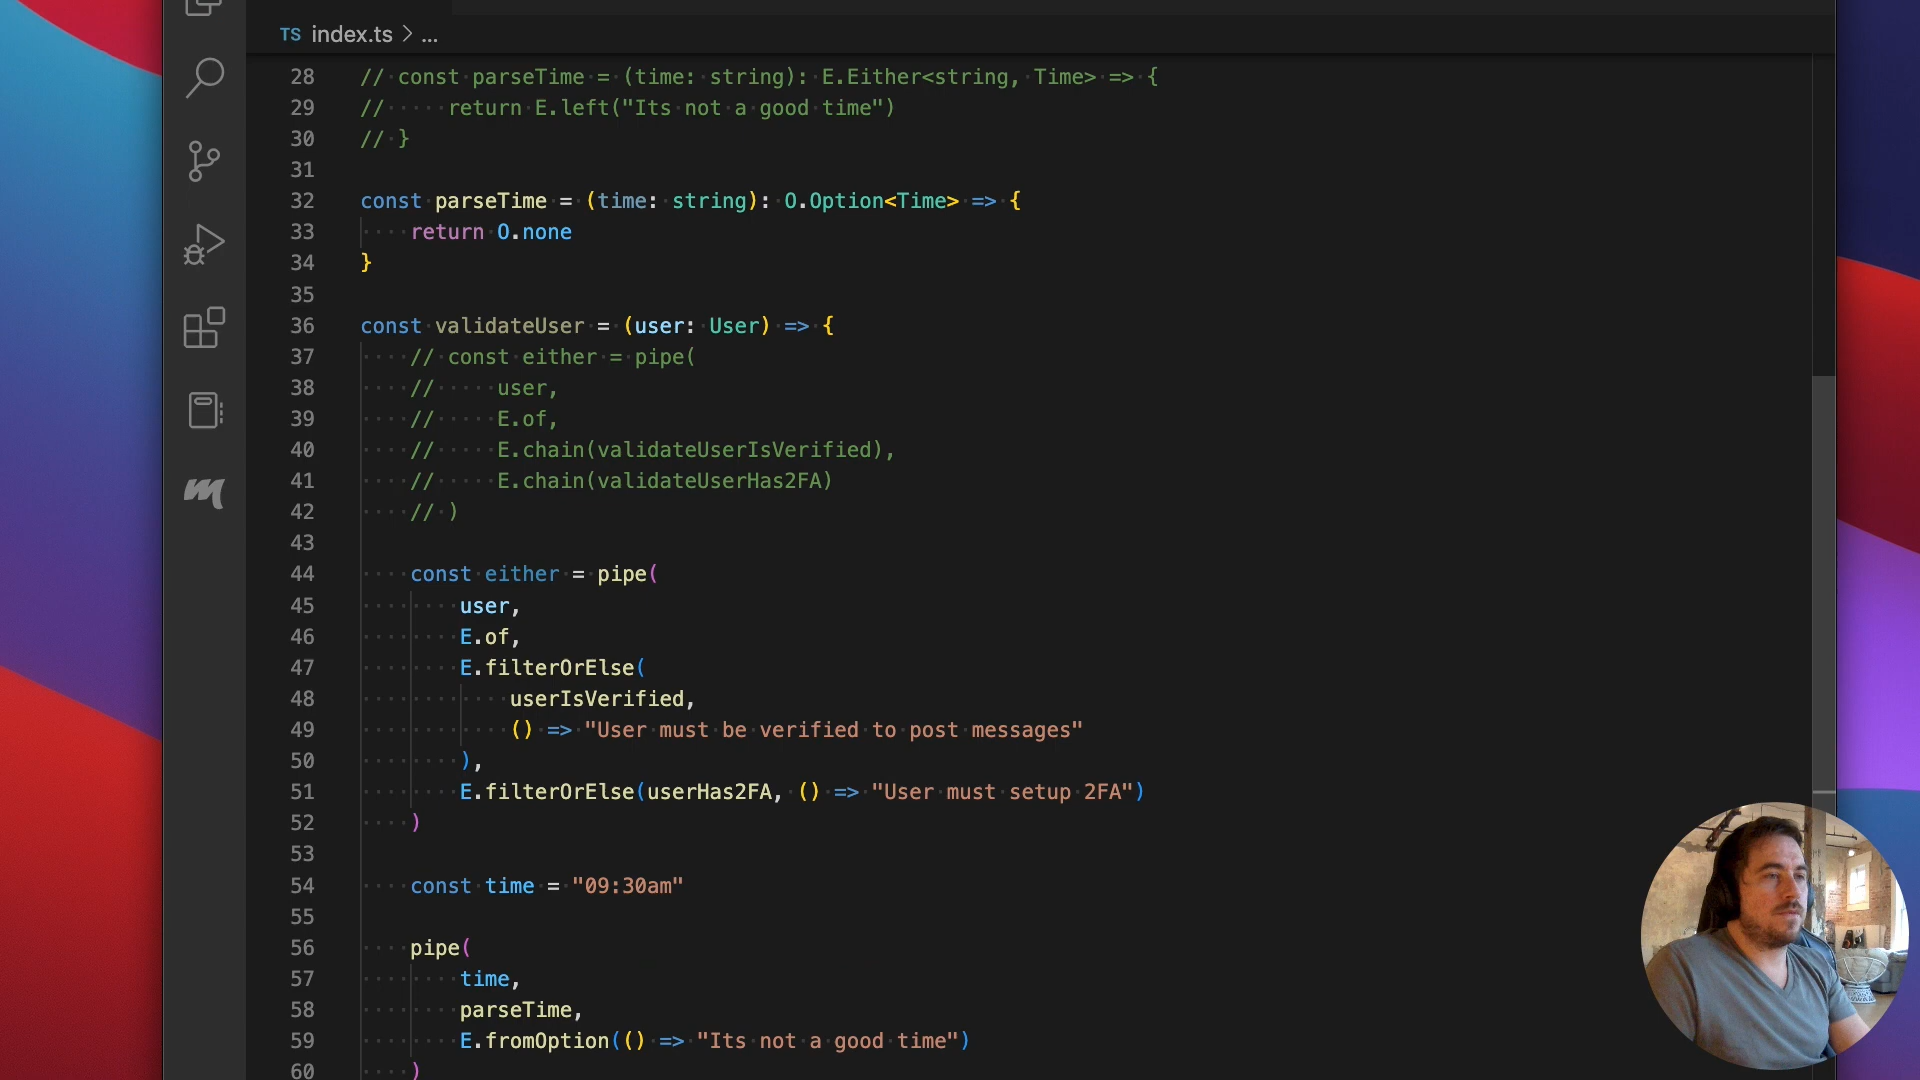 TS index.ts > ...
28 // const parseTime = (time: string): E.Either<string, Time> => {
29 //     return E.left("Its not a good time")
30 // }
31
32 const parseTime = (time: string): O.Option<Time> => {
33     return O.none
34 }
35
36 const validateUser = (user: User) => {
37     // const either = pipe(
38     //     user,
39     //     E.of,
40     //     E.chain(validateUserIsVerified),
41     //     E.chain(validateUserHas2FA)
42     // )
43
44     const either = pipe(
45         user,
46         E.of,
47         E.filterOrElse(
48             userIsVerified,
49             () => "User must be verified to post messages"
50         ),
51         E.filterOrElse(userHas2FA, () => "User must setup 2FA")
52     )
53
54     const time = "09:30am"
55
56     pipe(
57         time,
58         parseTime,
59         E.fromOption(() => "Its not a good time")
60     )